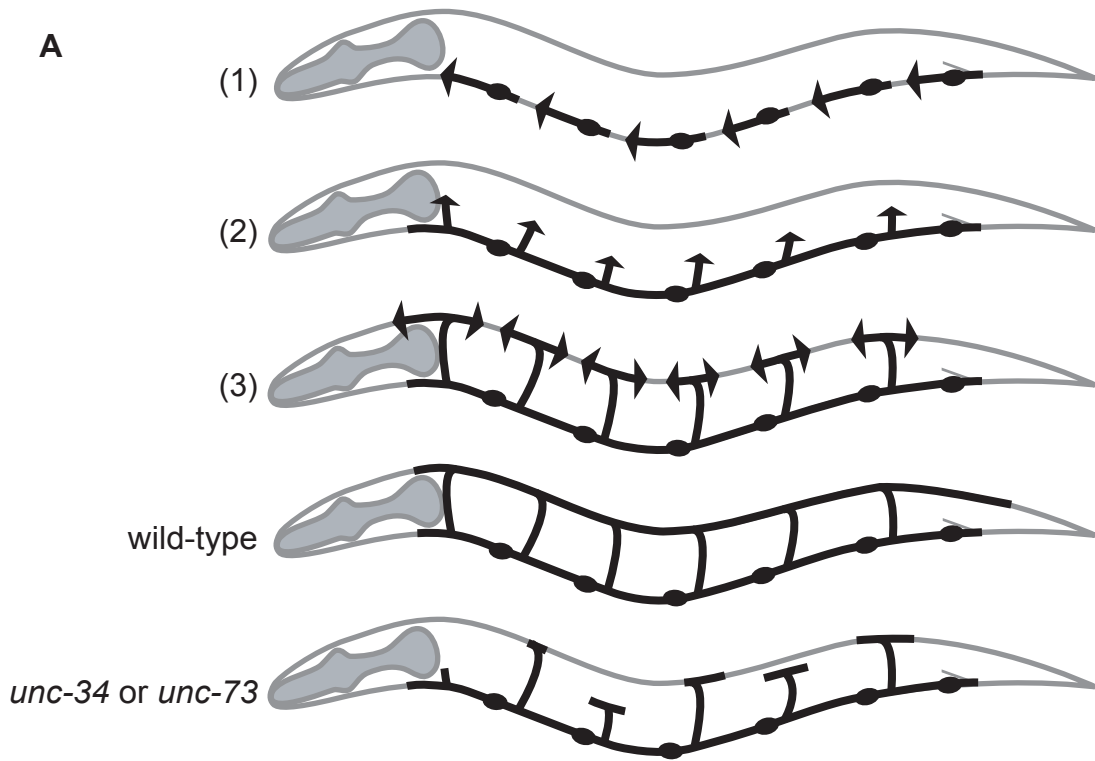 A
(1)
(2)
(3)
wild-type
unc-34 or unc-73